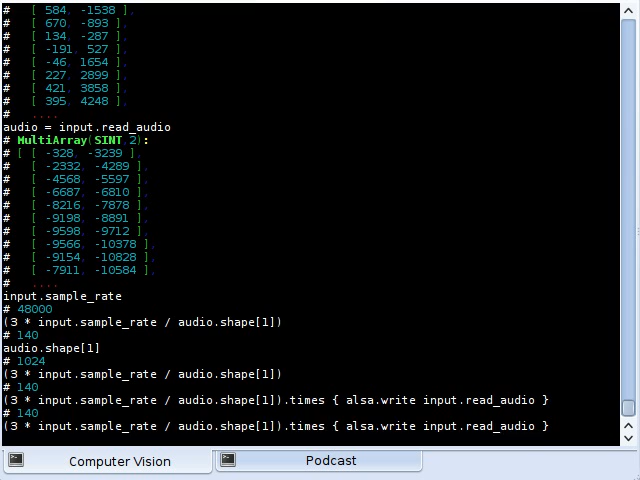 #   [ 584, -1538 ],
#   [ 670, -893 ],
#   [ 134, -287 ],
#   [ -191, 527 ],
#   [ -46, 1654 ],
#   [ 227, 2899 ],
#   [ 421, 3858 ],
#   [ 395, 4248 ],
#   ....
audio = input.read_audio
# MultiArray(SINT,2):
# [ [ -328, -3239 ],
#   [ -2332, -4289 ],
#   [ -4568, -5597 ],
#   [ -6687, -6810 ],
#   [ -8216, -7878 ],
#   [ -9198, -8891 ],
#   [ -9598, -9712 ],
#   [ -9566, -10378 ],
#   [ -9154, -10828 ],
#   [ -7911, -10584 ],
#   ....
input.sample_rate
# 48000
(3 * input.sample_rate / audio.shape[1])
# 140
audio.shape[1]
# 1024
(3 * input.sample_rate / audio.shape[1])
# 140
(3 * input.sample_rate / audio.shape[1]).times { alsa.write input.read_audio }
# 140
(3 * input.sample_rate / audio.shape[1]).times { alsa.write input.read_audio }
Computer Vision
Podcast